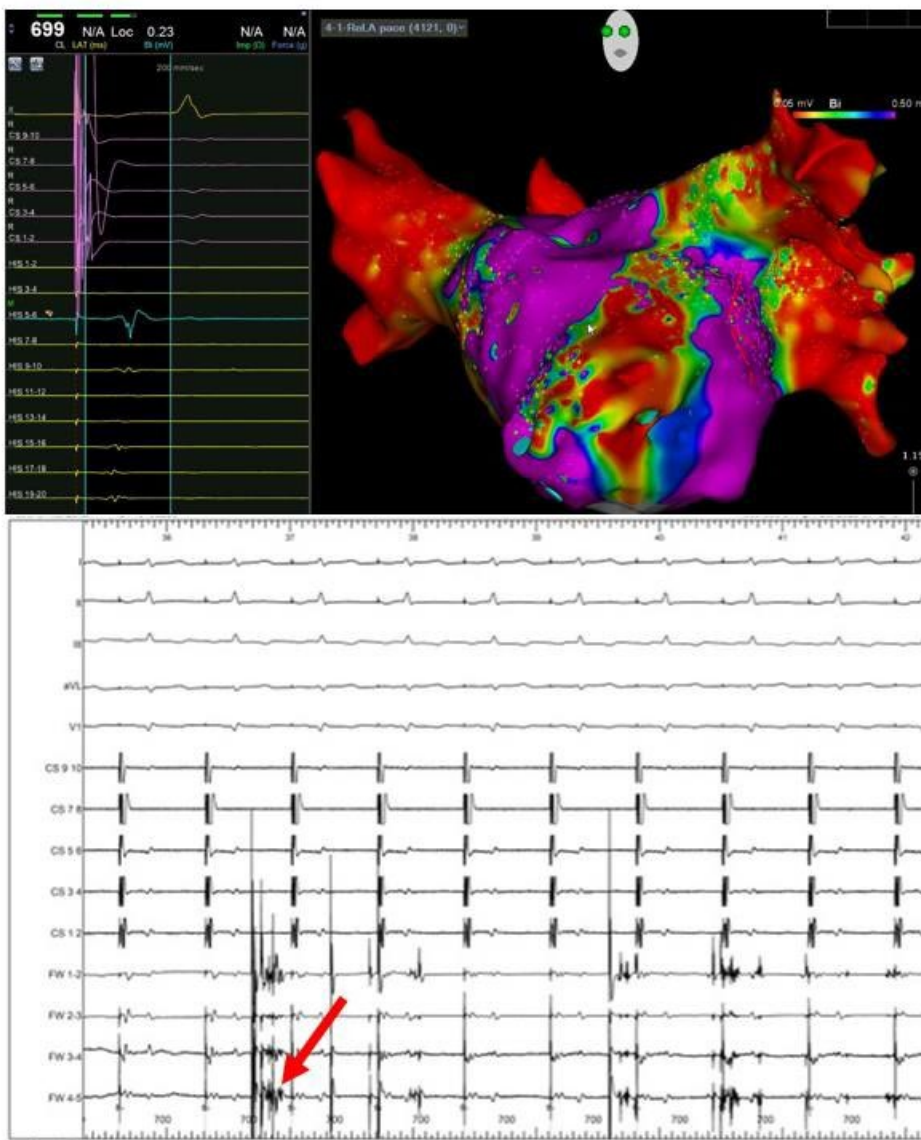 699 N/A Loc 0.23 N/A N/A
CL LAT (ms) Bi (mV) Imp (Ω) Force (g)
200 mm/sec
CS 9-10
CS 7-8
CS 5-6
CS 3-4
CS 1-2
HIS 1-2
HIS 3-4
M
HIS 5-6
HIS 7-8
HIS 9-10
HIS 11-12
HIS 13-14
HIS 15-16
HIS 17-18
HIS 19-20
4-1-ReLA pace (4121, 0)
0.05 mV Bi 0.50 m
1.1
36 37 38 39 40 41 42
I
II
III
aVL
V1
CS 9 10
CS 7 8
CS 5 6
CS 3 4
CS 1 2
FW 1-2
FW 2-3
FW 3-4
FW 4-5
700 700 700 700 700 700 700 700 700